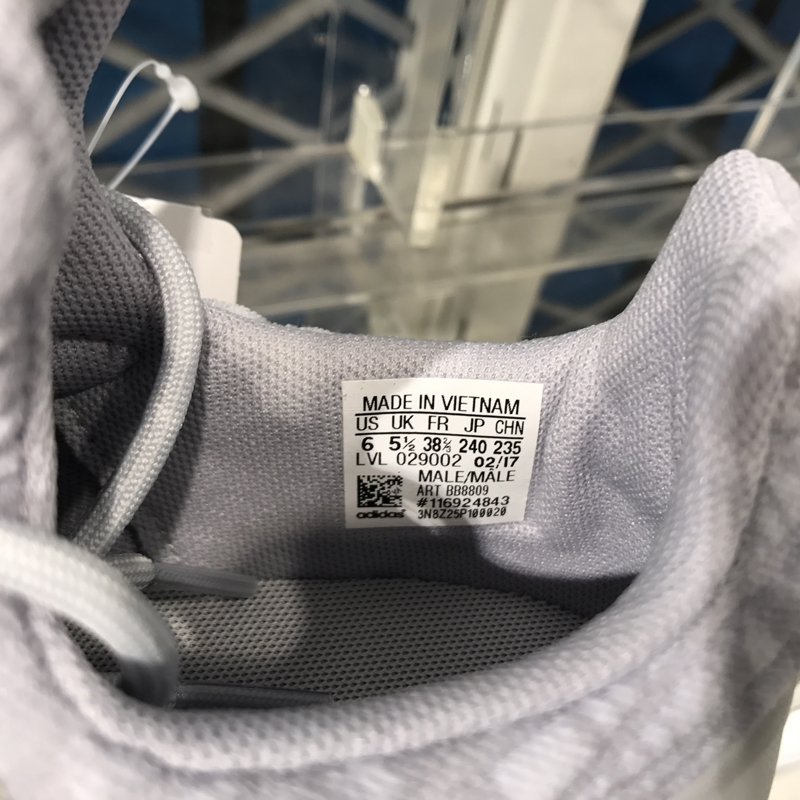 MADE IN VIETNAM
US UK FR JP CHN
6 5½ 38⅔ 240 235
LVL 029002 02/17
MALE/MÂLE
ART BB8809
#116924843
adidas 3N8Z25P100020